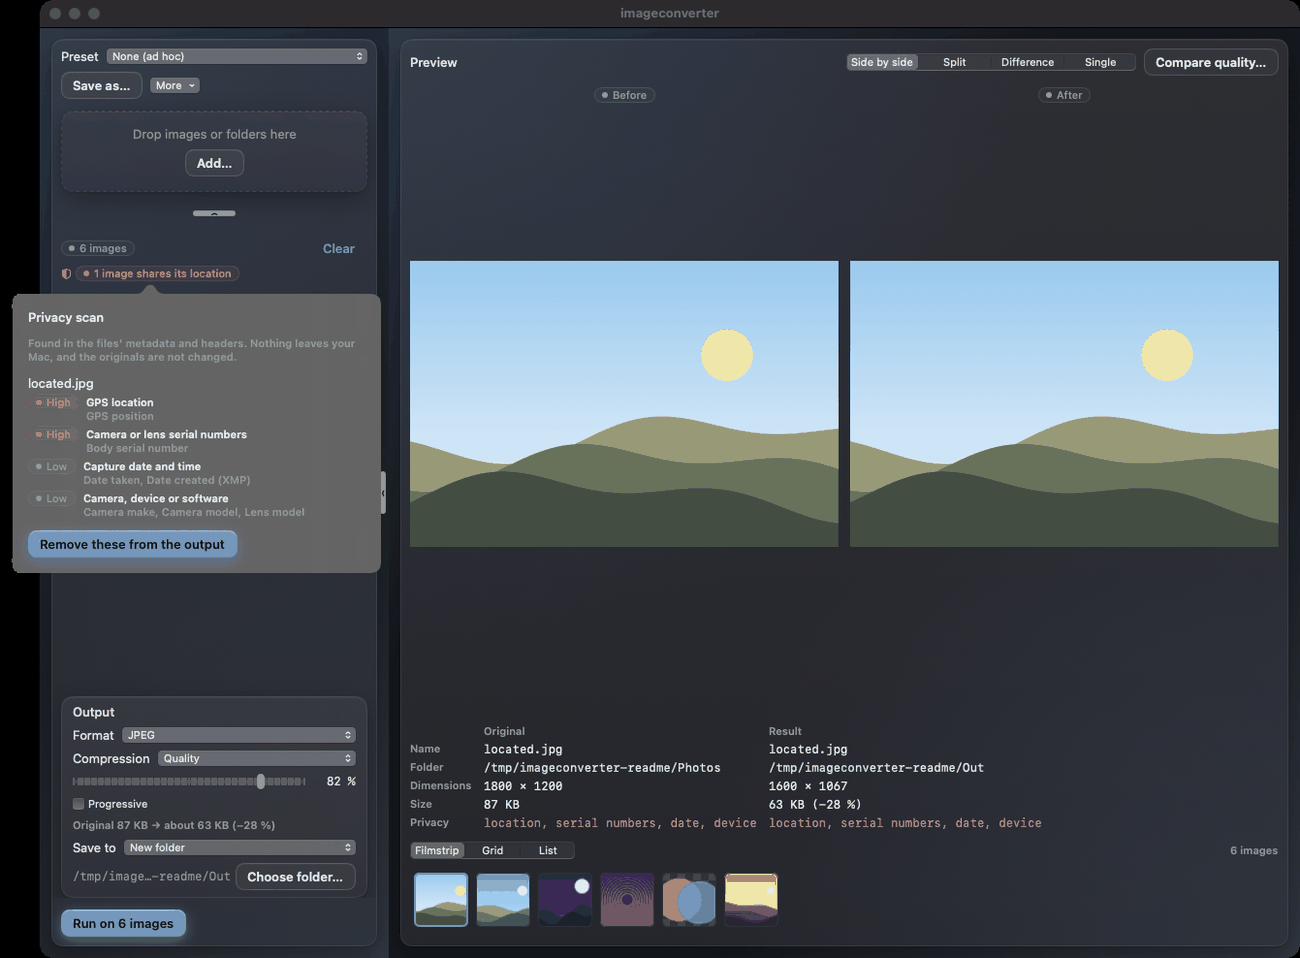 imageconverter
Preset None (ad hoc)
Save as... More
Drop images or folders here
Add...
6 images Clear
1 image shares its location
Privacy scan
Found in the files' metadata and headers. Nothing leaves your
Mac, and the originals are not changed.
located.jpg
High GPS location
GPS position
High Camera or lens serial numbers
Body serial number
Low Capture date and time
Date taken, Date created (XMP)
Low Camera, device or software
Camera make, Camera model, Lens model
Remove these from the output
Output
Format JPEG
Compression Quality
82 %
Progressive
Original 87 KB → about 63 KB (−28 %)
Save to New folder
/tmp/image…-readme/Out Choose folder...
Run on 6 images
Preview Side by side Split Difference Single Compare quality...
Before After
Original Result
Name located.jpg located.jpg
Folder /tmp/imageconverter-readme/Photos /tmp/imageconverter-readme/Out
Dimensions 1800 × 1200 1600 × 1067
Size 87 KB 63 KB (−28 %)
Privacy location, serial numbers, date, device location, serial numbers, date, device
Filmstrip Grid List 6 images